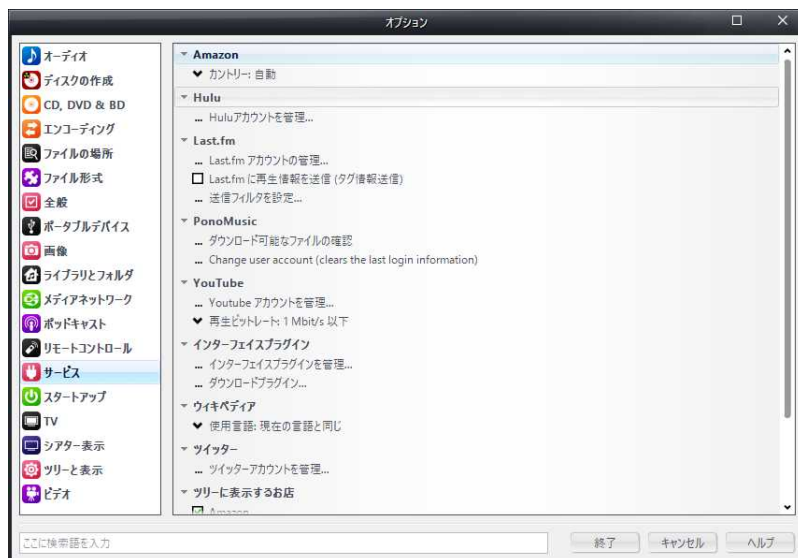 オプション
オーディオ
ディスクの作成
CD, DVD & BD
エンコーディング
ファイルの場所
ファイル形式
全般
ポータブルデバイス
画像
ライブラリとフォルダ
メディアネットワーク
ポッドキャスト
リモートコントロール
サービス
スタートアップ
TV
シアター表示
ツリーと表示
ビデオ
Amazon
カントリー: 自動
Hulu
... Huluアカウントを管理...
Last.fm
... Last.fm アカウントの管理...
Last.fm に再生情報を送信 (タグ情報送信)
... 送信フィルタを設定...
PonoMusic
... ダウンロード可能なファイルの確認
... Change user account (clears the last login information)
YouTube
... Youtube アカウントを管理...
再生ビットレート: 1 Mbit/s 以下
インターフェイスプラグイン
... インターフェイスプラグインを管理...
... ダウンロードプラグイン...
ウィキペディア
使用言語: 現在の言語と同じ
ツイッター
... ツイッターアカウントを管理...
ツリーに表示するお店
Amazon
ここに検索語を入力
終了
キャンセル
ヘルプ